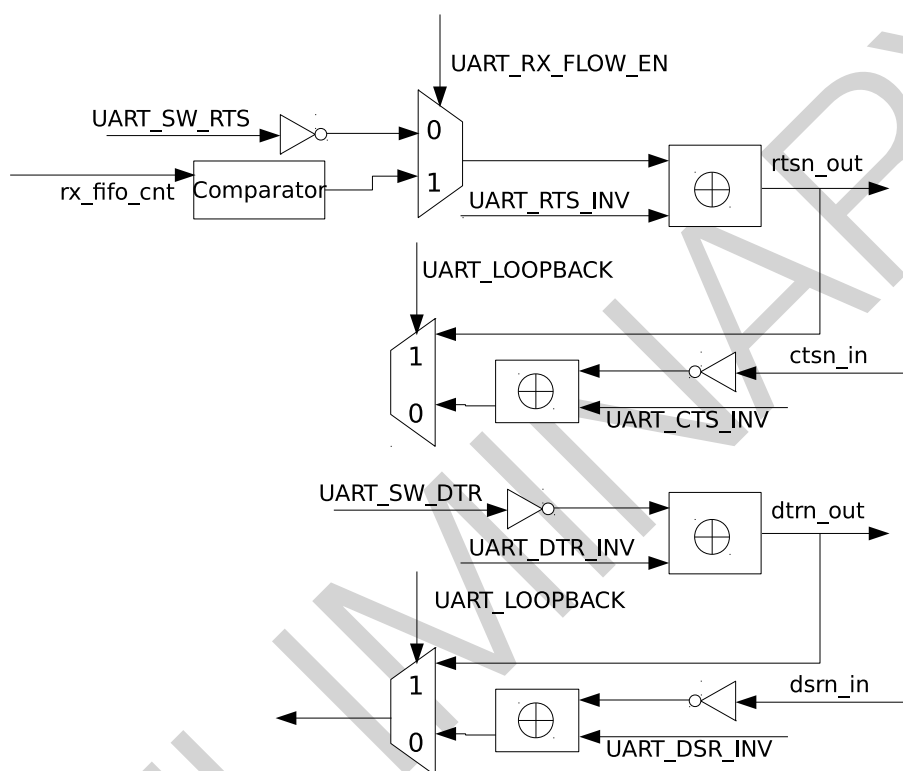 UART_RX_FLOW_EN
UART_SW_RTS
0
rtsn_out
rx_fifo_cnt
Comparator
1
UART_RTS_INV
UART_LOOPBACK
1
ctsn_in
0
UART_CTS_INV
UART_SW_DTR
dtrn_out
UART_DTR_INV
UART_LOOPBACK
1
dsrn_in
0
UART_DSR_INV